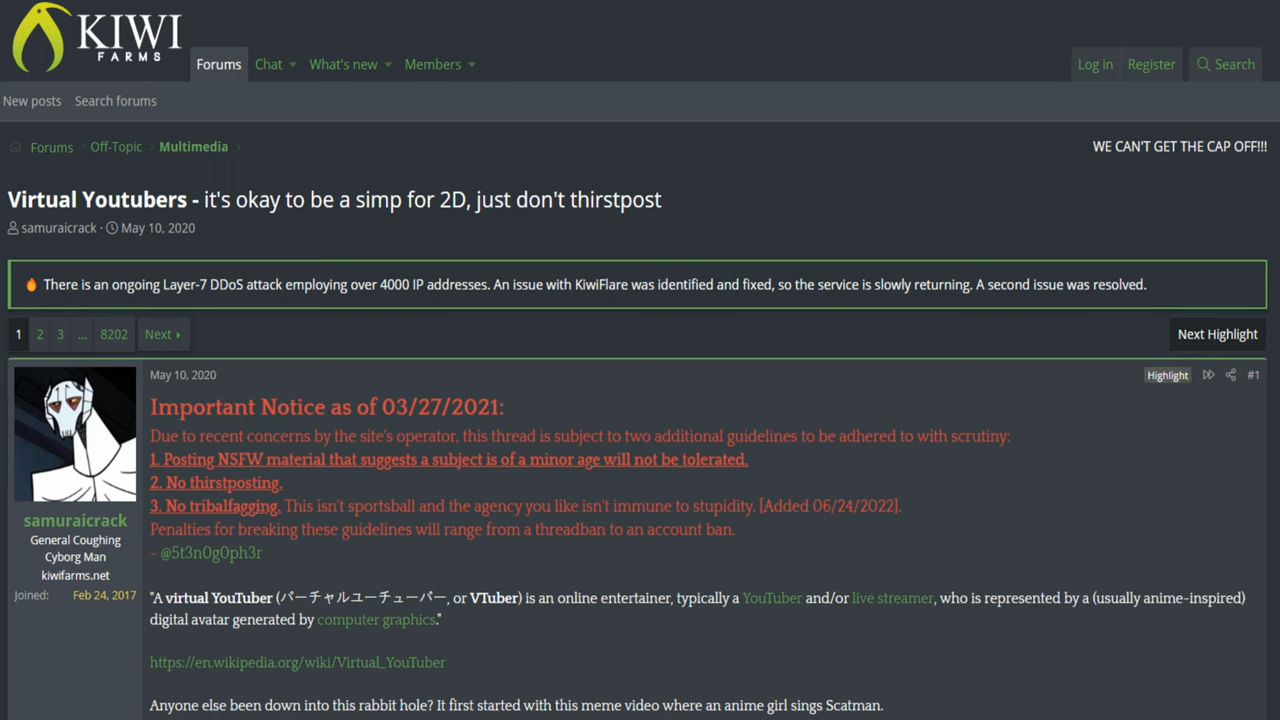 KIWI
FARMS
Forums Chat What's new Members Log in Register Search
New posts Search forums
Forums Off-Topic Multimedia WE CAN'T GET THE CAP OFF!!!
Virtual Youtubers - it's okay to be a simp for 2D, just don't thirstpost
samuraicrack · May 10, 2020
There is an ongoing Layer-7 DDoS attack employing over 4000 IP addresses. An issue with KiwiFlare was identified and fixed, so the service is slowly returning. A second issue was resolved.
1 2 3 ... 8202 Next Next Highlight
May 10, 2020 Highlight #1
Important Notice as of 03/27/2021:
Due to recent concerns by the site's operator, this thread is subject to two additional guidelines to be adhered to with scrutiny:
1. Posting NSFW material that suggests a subject is of a minor age will not be tolerated.
2. No thirstposting.
3. No tribalfagging. This isn't sportsball and the agency you like isn't immune to stupidity. [Added 06/24/2022].
Penalties for breaking these guidelines will range from a threadban to an account ban.
- @5t3n0g0ph3r
samuraicrack
General Coughing
Cyborg Man
kiwifarms.net
Joined: Feb 24, 2017
"A virtual YouTuber (バーチャルユーチューバー, or VTuber) is an online entertainer, typically a YouTuber and/or live streamer, who is represented by a (usually anime-inspired)
digital avatar generated by computer graphics."
https://en.wikipedia.org/wiki/Virtual_YouTuber
Anyone else been down into this rabbit hole? It first started with this meme video where an anime girl sings Scatman.